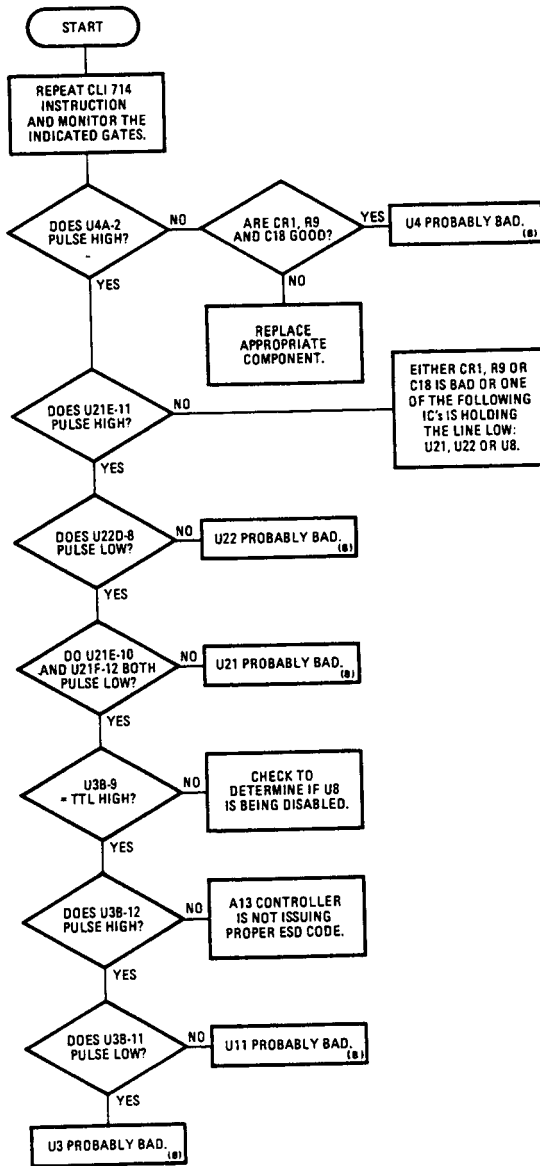 START
REPEAT CLI 714
INSTRUCTION
AND MONITOR THE
INDICATED GATES.
DOES U4A-2
PULSE HIGH?
NO
ARE CR1, R9
AND C18 GOOD?
YES
U4 PROBABLY BAD.
(8)
YES
NO
REPLACE
APPROPRIATE
COMPONENT.
DOES U21E-11
PULSE HIGH?
NO
EITHER CR1, R9 OR
C18 IS BAD OR ONE
OF THE FOLLOWING
IC's IS HOLDING
THE LINE LOW:
U21, U22 OR U8.
YES
DOES U22D-8
PULSE LOW?
NO
U22 PROBABLY BAD.
(8)
YES
DO U21E-10
AND U21F-12 BOTH
PULSE LOW?
NO
U21 PROBABLY BAD.
(8)
YES
U3B-9
= TTL HIGH?
NO
CHECK TO
DETERMINE IF U8
IS BEING DISABLED.
YES
DOES U3B-12
PULSE HIGH?
NO
A13 CONTROLLER
IS NOT ISSUING
PROPER ESD CODE.
YES
DOES U3B-11
PULSE LOW?
NO
U11 PROBABLY BAD.
(8)
YES
U3 PROBABLY BAD.
(8)